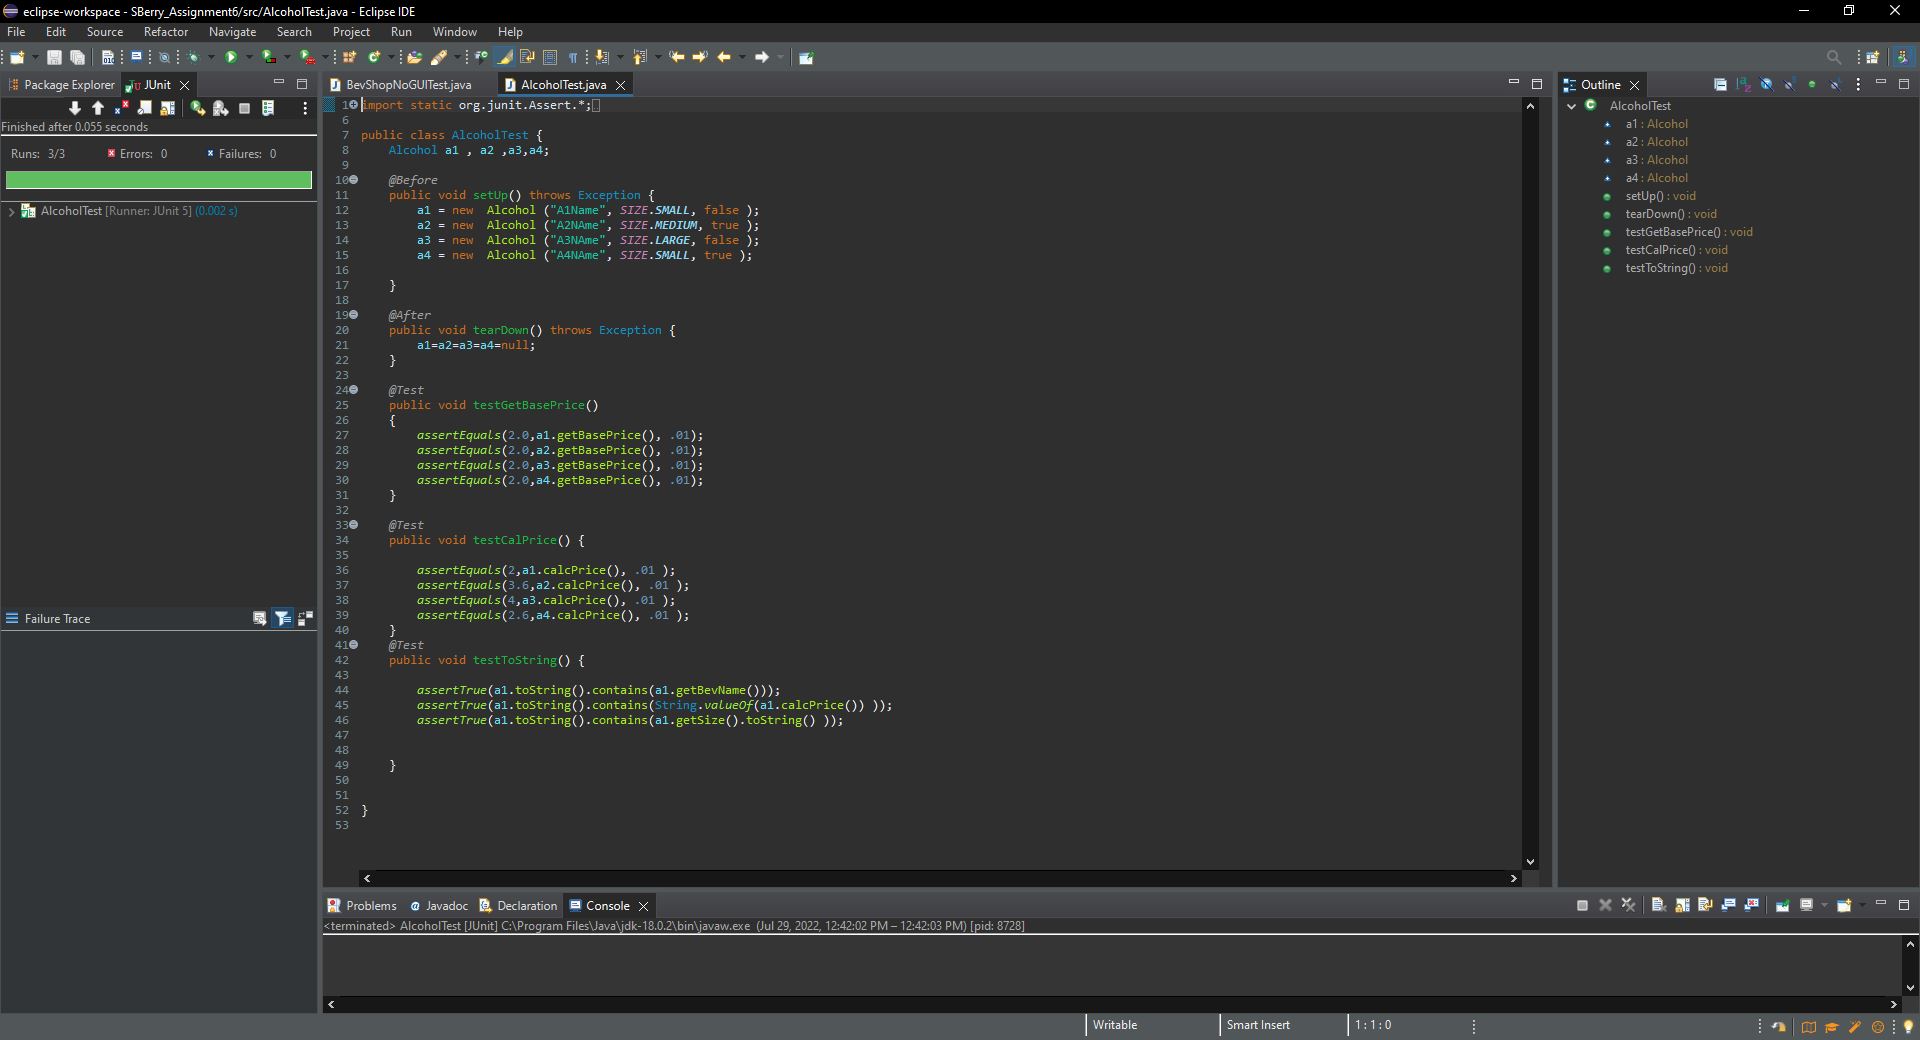 eclipse-workspace - SBerry_Assignment6/src/AlcoholTest.java - Eclipse IDE
File Edit Source Refactor Navigate Search Project Run Window Help
Package Explorer JUnit
Finished after 0.055 seconds
Runs: 3/3 Errors: 0 Failures: 0
AlcoholTest [Runner: JUnit 5] (0.002 s)
Failure Trace
BevShopNoGUITest.java AlcoholTest.java
1 import static org.junit.Assert.*;
6
7 public class AlcoholTest {
8 Alcohol a1 , a2 ,a3,a4;
9
10 @Before
11 public void setUp() throws Exception {
12 a1 = new  Alcohol ("A1Name", SIZE.SMALL, false );
13 a2 = new  Alcohol ("A2NAme", SIZE.MEDIUM, true );
14 a3 = new  Alcohol ("A3NAme", SIZE.LARGE, false );
15 a4 = new  Alcohol ("A4NAme", SIZE.SMALL, true );
16
17 }
18
19 @After
20 public void tearDown() throws Exception {
21 a1=a2=a3=a4=null;
22 }
23
24 @Test
25 public void testGetBasePrice()
26 {
27 assertEquals(2.0,a1.getBasePrice(), .01);
28 assertEquals(2.0,a2.getBasePrice(), .01);
29 assertEquals(2.0,a3.getBasePrice(), .01);
30 assertEquals(2.0,a4.getBasePrice(), .01);
31 }
32
33 @Test
34 public void testCalPrice() {
35
36 assertEquals(2,a1.calcPrice(), .01 );
37 assertEquals(3.6,a2.calcPrice(), .01 );
38 assertEquals(4,a3.calcPrice(), .01 );
39 assertEquals(2.6,a4.calcPrice(), .01 );
40 }
41 @Test
42 public void testToString() {
43
44 assertTrue(a1.toString().contains(a1.getBevName()));
45 assertTrue(a1.toString().contains(String.valueOf(a1.calcPrice()) ));
46 assertTrue(a1.toString().contains(a1.getSize().toString() ));
47
48
49 }
50
51
52 }
53
Outline
AlcoholTest
a1 : Alcohol
a2 : Alcohol
a3 : Alcohol
a4 : Alcohol
setUp() : void
tearDown() : void
testGetBasePrice() : void
testCalPrice() : void
testToString() : void
Problems Javadoc Declaration Console
<terminated> AlcoholTest [JUnit] C:\Program Files\Java\jdk-18.0.2\bin\javaw.exe (Jul 29, 2022, 12:42:02 PM – 12:42:03 PM) [pid: 8728]
Writable Smart Insert 1 : 1 : 0